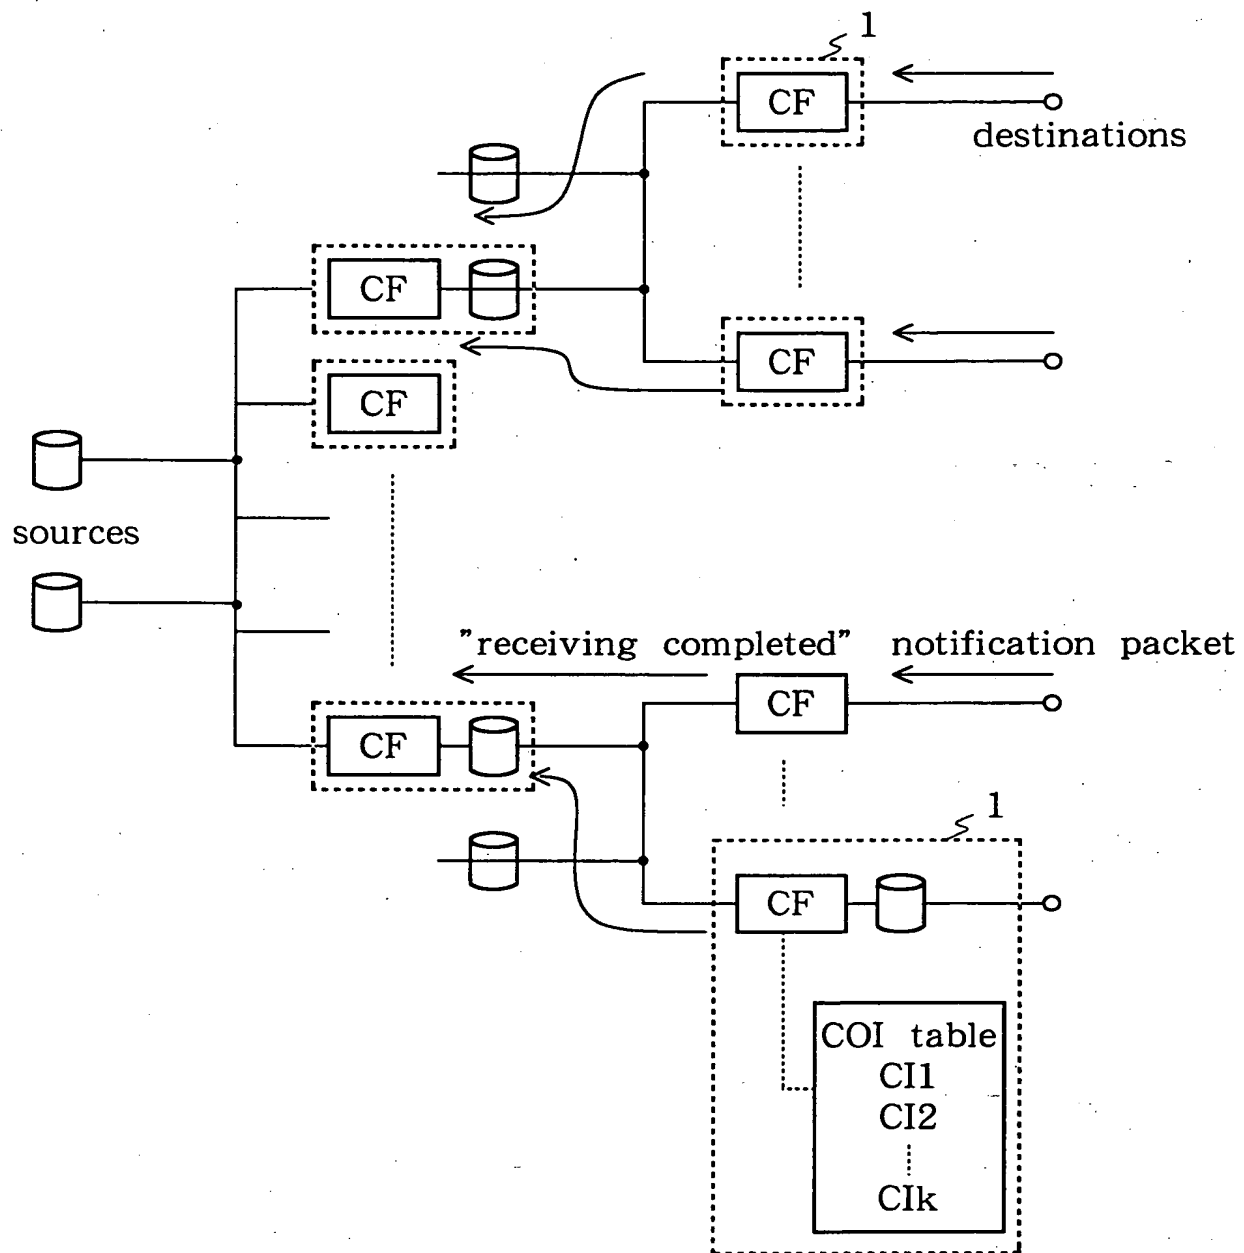 1
CF
destinations
CF
CF
CF
sources
"receiving completed"
notification packet
CF
CF
1
CF
COI table
CI1
CI2
CIk